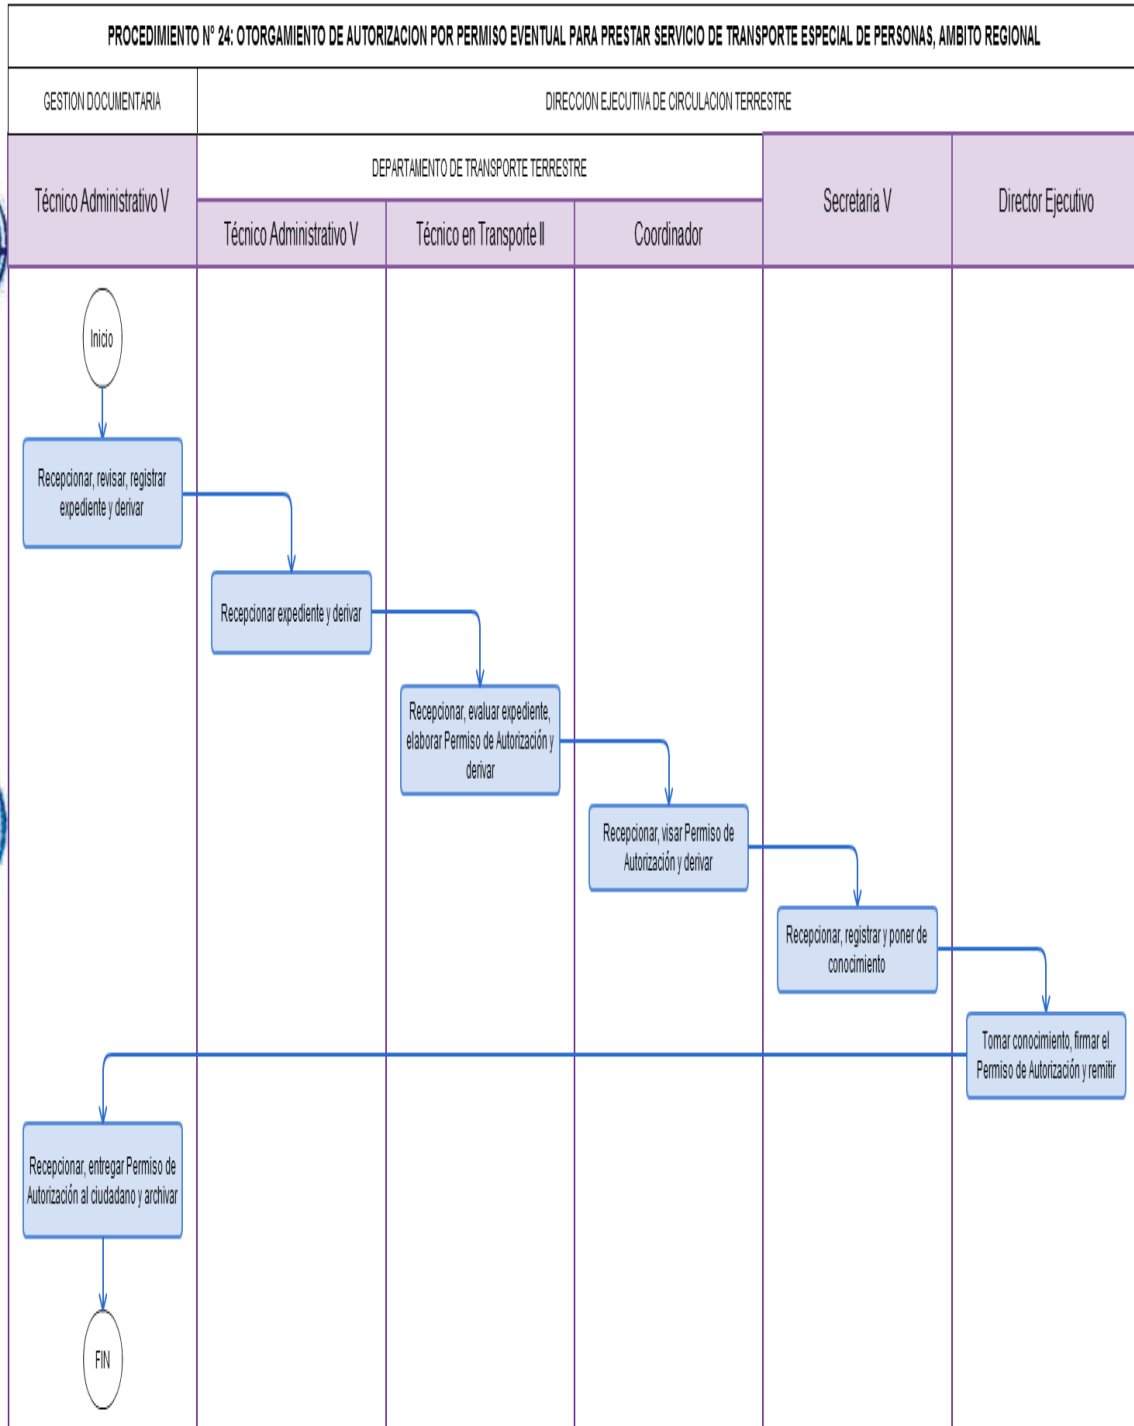 PROCEDIMIENTO N° 24: OTORGAMIENTO DE AUTORIZACION POR PERMISO EVENTUAL PARA PRESTAR SERVICIO DE TRANSPORTE ESPECIAL DE PERSONAS, AMBITO REGIONAL
GESTION DOCUMENTARIA
DIRECCION EJECUTIVA DE CIRCULACION TERRESTRE
Técnico Administrativo V
DEPARTAMENTO DE TRANSPORTE TERRESTRE
Técnico Administrativo V
Técnico en Transporte II
Coordinador
Secretaria V
Director Ejecutivo
Inicio
Recepcionar, revisar, registrar
expediente y derivar
Recepcionar expediente y derivar
Recepcionar, evaluar expediente,
elaborar Permiso de Autorización y
derivar
Recepcionar, visar Permiso de
Autorización y derivar
Recepcionar, registrar y poner de
conocimiento
Tomar conocimiento, firmar el
Permiso de Autorización y remitir
Recepcionar, entregar Permiso de
Autorización al ciudadano y archivar
FIN